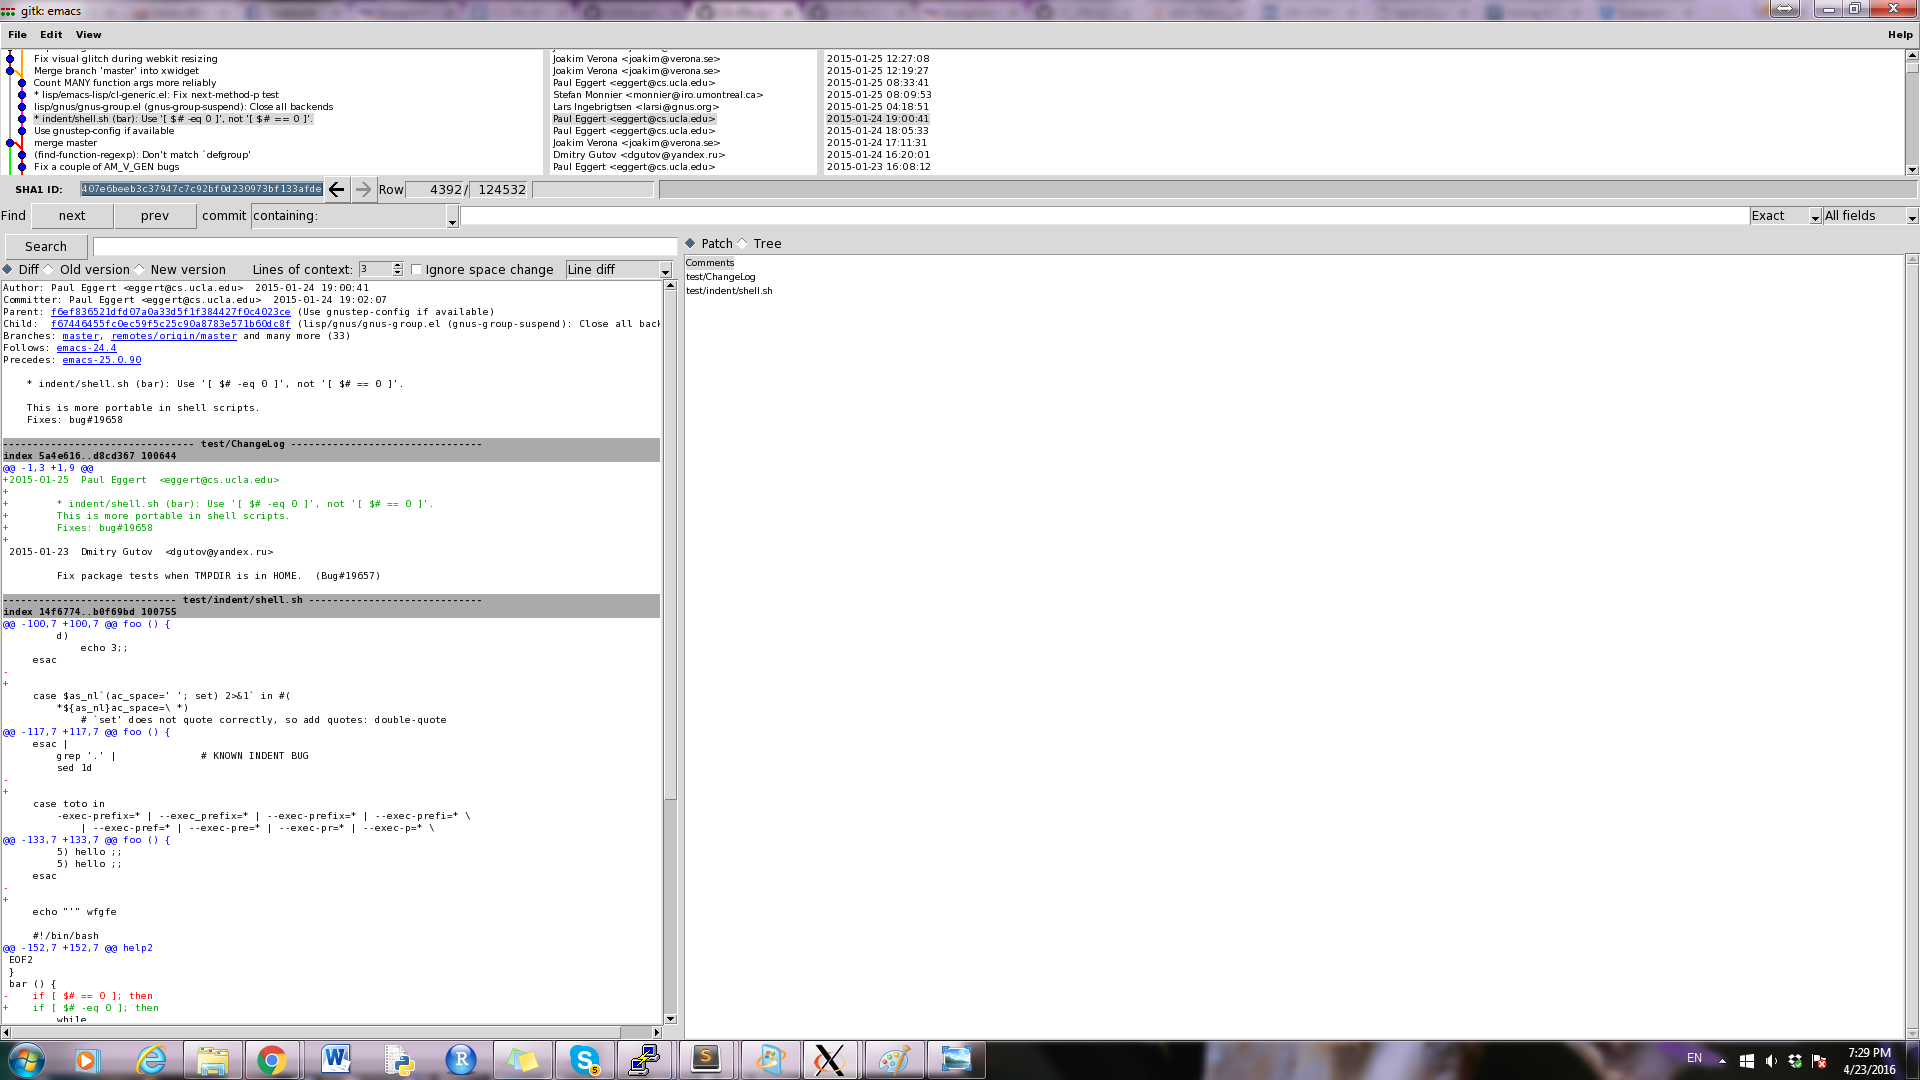 gitk: emacs
File Edit View Help
Fix visual glitch during webkit resizing Joakim Verona <joakim@verona.se> 2015-01-25 12:27:08
Merge branch 'master' into xwidget Joakim Verona <joakim@verona.se> 2015-01-25 12:19:27
Count MANY function args more reliably Paul Eggert <eggert@cs.ucla.edu> 2015-01-25 08:33:41
* lisp/emacs-lisp/cl-generic.el: Fix next-method-p test Stefan Monnier <monnier@iro.umontreal.ca> 2015-01-25 08:09:53
lisp/gnus/gnus-group.el (gnus-group-suspend): Close all backends Lars Ingebrigtsen <larsi@gnus.org> 2015-01-25 04:18:51
* indent/shell.sh (bar): Use '[ $# -eq 0 ]', not '[ $# == 0 ]'. Paul Eggert <eggert@cs.ucla.edu> 2015-01-24 19:00:41
Use gnustep-config if available Paul Eggert <eggert@cs.ucla.edu> 2015-01-24 18:05:33
merge master Joakim Verona <joakim@verona.se> 2015-01-24 17:11:31
(find-function-regexp): Don't match `defgroup' Dmitry Gutov <dgutov@yandex.ru> 2015-01-24 16:20:01
Fix a couple of AM_V_GEN bugs Paul Eggert <eggert@cs.ucla.edu> 2015-01-23 16:08:12
SHA1 ID: 407e6beeb3c37947c7c92bf0d230973bf133afde Row 4392/ 124532
Find next prev commit containing: Exact All fields
Search Patch Tree
Diff Old version New version Lines of context: 3 Ignore space change Line diff
Comments
test/ChangeLog
test/indent/shell.sh
Author: Paul Eggert <eggert@cs.ucla.edu>  2015-01-24 19:00:41
Committer: Paul Eggert <eggert@cs.ucla.edu>  2015-01-24 19:02:07
Parent: f6ef836521dfd07a0a33d5f1f384427f0c4023ce (Use gnustep-config if available)
Child:  f67446455fc0ec59f5c25c90a8783e571b60dc8f (lisp/gnus/gnus-group.el (gnus-group-suspend): Close all back
Branches: master, remotes/origin/master and many more (33)
Follows: emacs-24.4
Precedes: emacs-25.0.90
* indent/shell.sh (bar): Use '[ $# -eq 0 ]', not '[ $# == 0 ]'.
This is more portable in shell scripts.
Fixes: bug#19658
-------------------------------- test/ChangeLog --------------------------------
index 5a4e616..d8cd367 100644
@@ -1,3 +1,9 @@
+2015-01-25  Paul Eggert  <eggert@cs.ucla.edu>
+
+        * indent/shell.sh (bar): Use '[ $# -eq 0 ]', not '[ $# == 0 ]'.
+        This is more portable in shell scripts.
+        Fixes: bug#19658
+
2015-01-23  Dmitry Gutov  <dgutov@yandex.ru>
Fix package tests when TMPDIR is in HOME.  (Bug#19657)
----------------------------- test/indent/shell.sh -----------------------------
index 14f6774..b0f69bd 100755
@@ -100,7 +100,7 @@ foo () {
d)
echo 3;;
esac
-
+
case $as_nl`(ac_space=' '; set) 2>&1` in #(
*${as_nl}ac_space=\ *)
# `set' does not quote correctly, so add quotes: double-quote
@@ -117,7 +117,7 @@ foo () {
esac |
grep '.' |              # KNOWN INDENT BUG
sed 1d
-
+
case toto in
-exec-prefix=* | --exec_prefix=* | --exec-prefix=* | --exec-prefi=* \
| --exec-pref=* | --exec-pre=* | --exec-pr=* | --exec-p=* \
@@ -133,7 +133,7 @@ foo () {
5) hello ;;
5) hello ;;
esac
-
+
echo "'" wfgfe
#!/bin/bash
@@ -152,7 +152,7 @@ help2
EOF2
}
bar () {
-    if [ $# == 0 ]; then
+    if [ $# -eq 0 ]; then
while
EN 7:29 PM
4/23/2016